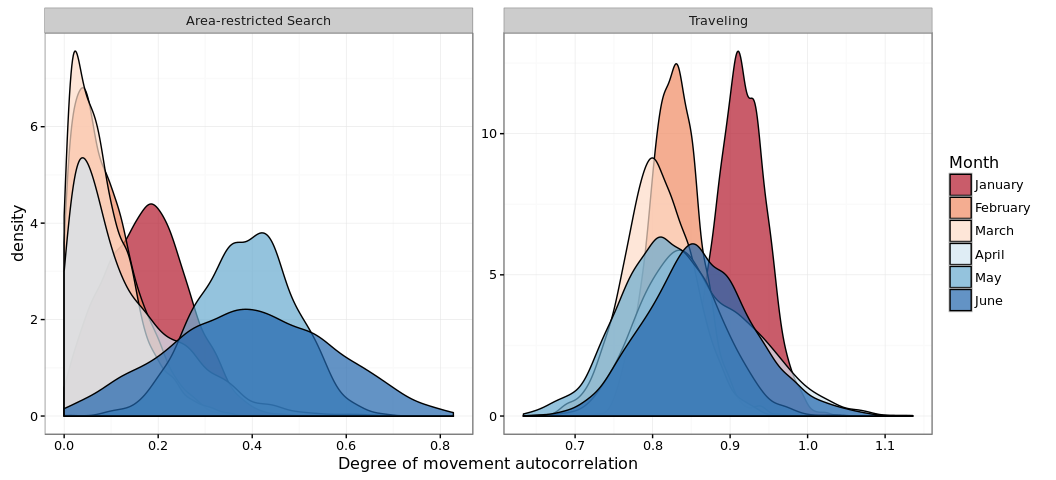 Area-restricted Search
Traveling
density
6
4
2
0
10
5
0
0.0 0.2 0.4 0.6 0.8
0.7 0.8 0.9 1.0 1.1
Degree of movement autocorrelation
Month
January
February
March
April
May
June